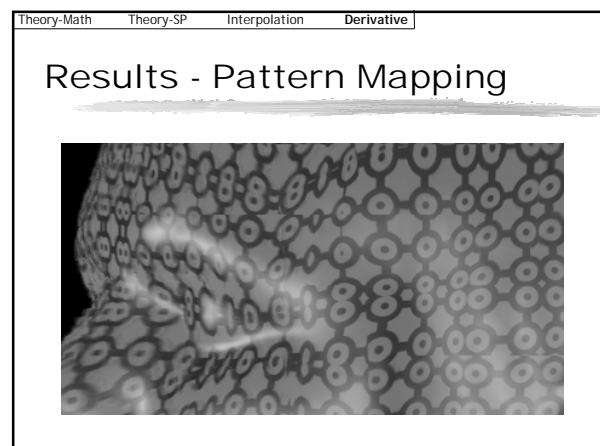 Theory-Math Theory-SP Interpolation Derivative
Results - Pattern Mapping